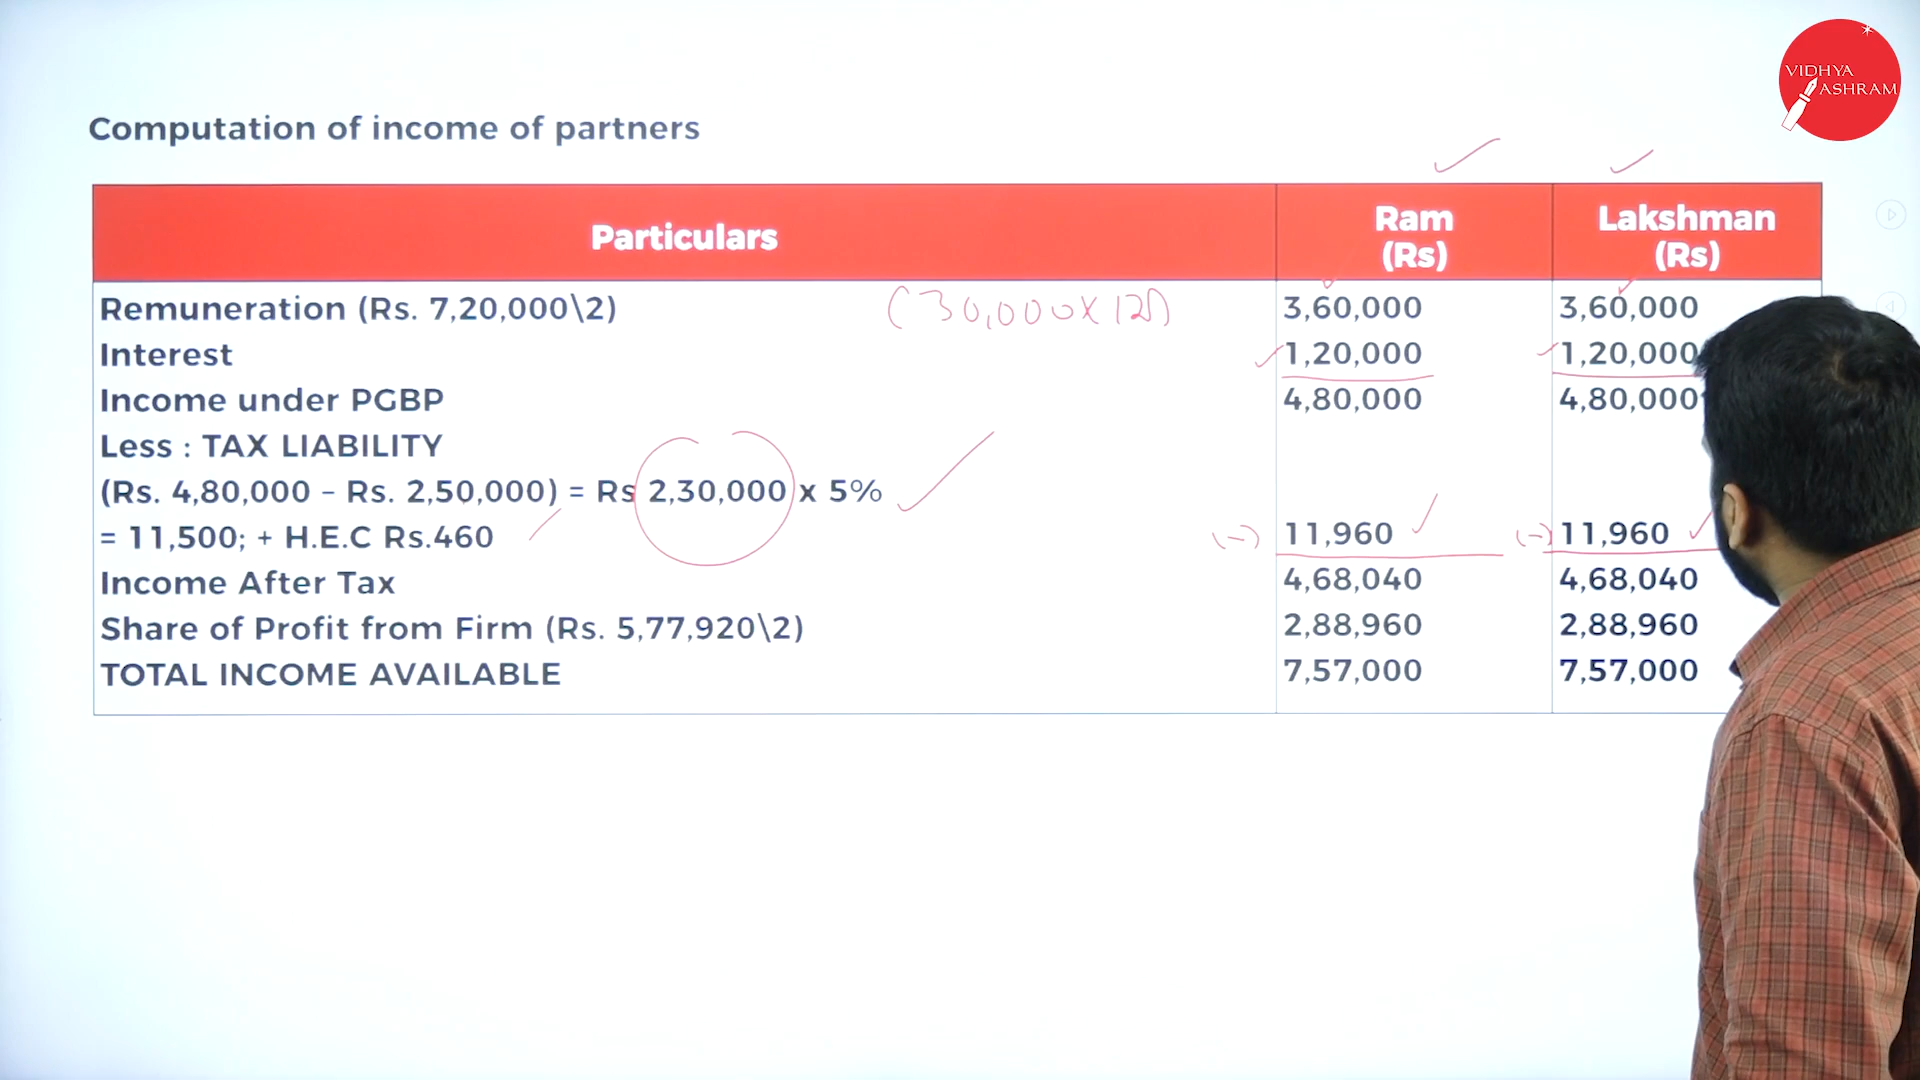 VIDHYA
ASHRAM
Computation of income of partners
Particulars Ram (Rs) Lakshman (Rs)
Remuneration (Rs. 7,20,000\2) (30,000x12) 3,60,000 3,60,000
Interest 1,20,000 1,20,000
Income under PGBP 4,80,000 4,80,000
Less : TAX LIABILITY
(Rs. 4,80,000 – Rs. 2,50,000) = Rs 2,30,000 x 5%
= 11,500; + H.E.C Rs.460 (-) 11,960 (-) 11,960
Income After Tax 4,68,040 4,68,040
Share of Profit from Firm (Rs. 5,77,920\2) 2,88,960 2,88,960
TOTAL INCOME AVAILABLE 7,57,000 7,57,000